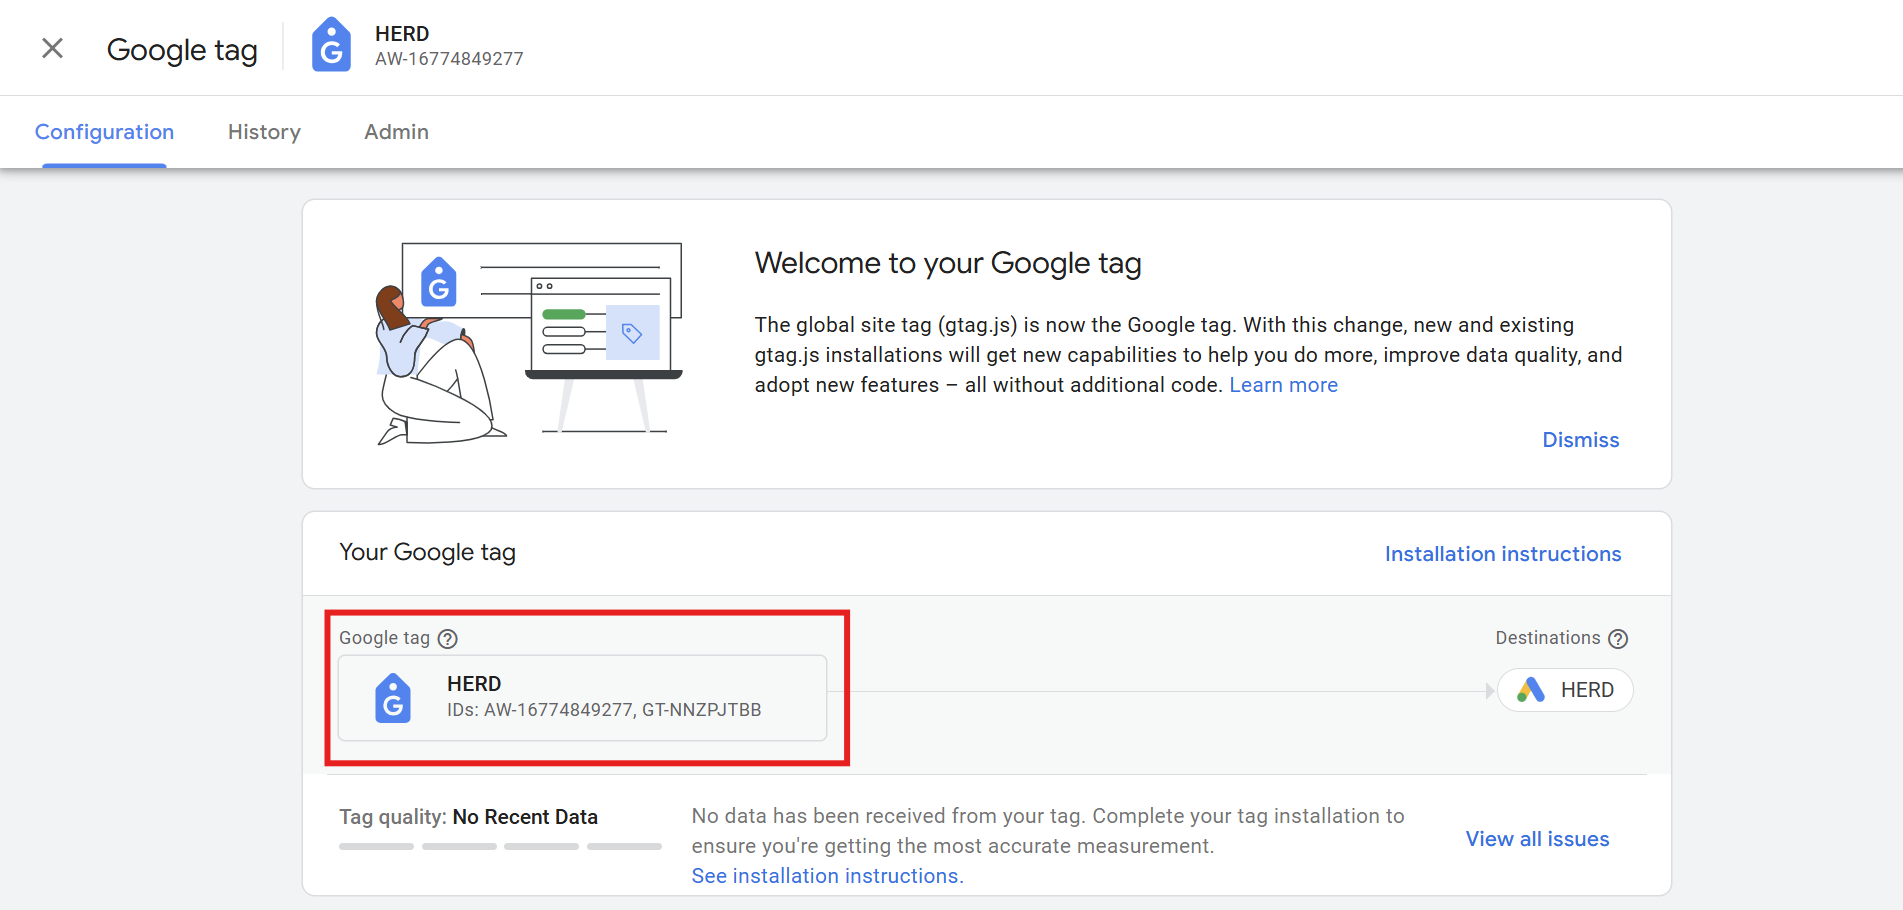 Google tag
HERD
AW-16774849277
Configuration
History
Admin
G
G
Welcome to your Google tag
The global site tag (gtag.js) is now the Google tag. With this change, new and existing
gtag.js installations will get new capabilities to help you do more, improve data quality, and
adopt new features – all without additional code. Learn more
Dismiss
Your Google tag
Installation instructions
Google tag ?
Destinations ?
G
HERD
IDs: AW-16774849277, GT-NNZPJTBB
HERD
Tag quality: No Recent Data
No data has been received from your tag. Complete your tag installation to
ensure you're getting the most accurate measurement.
See installation instructions.
View all issues